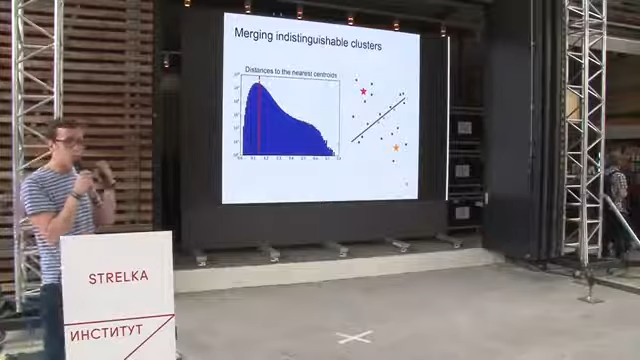 Merging indistinguishable clusters
Distances to the nearest centroids
STRELKA
ИНСТИТУТ